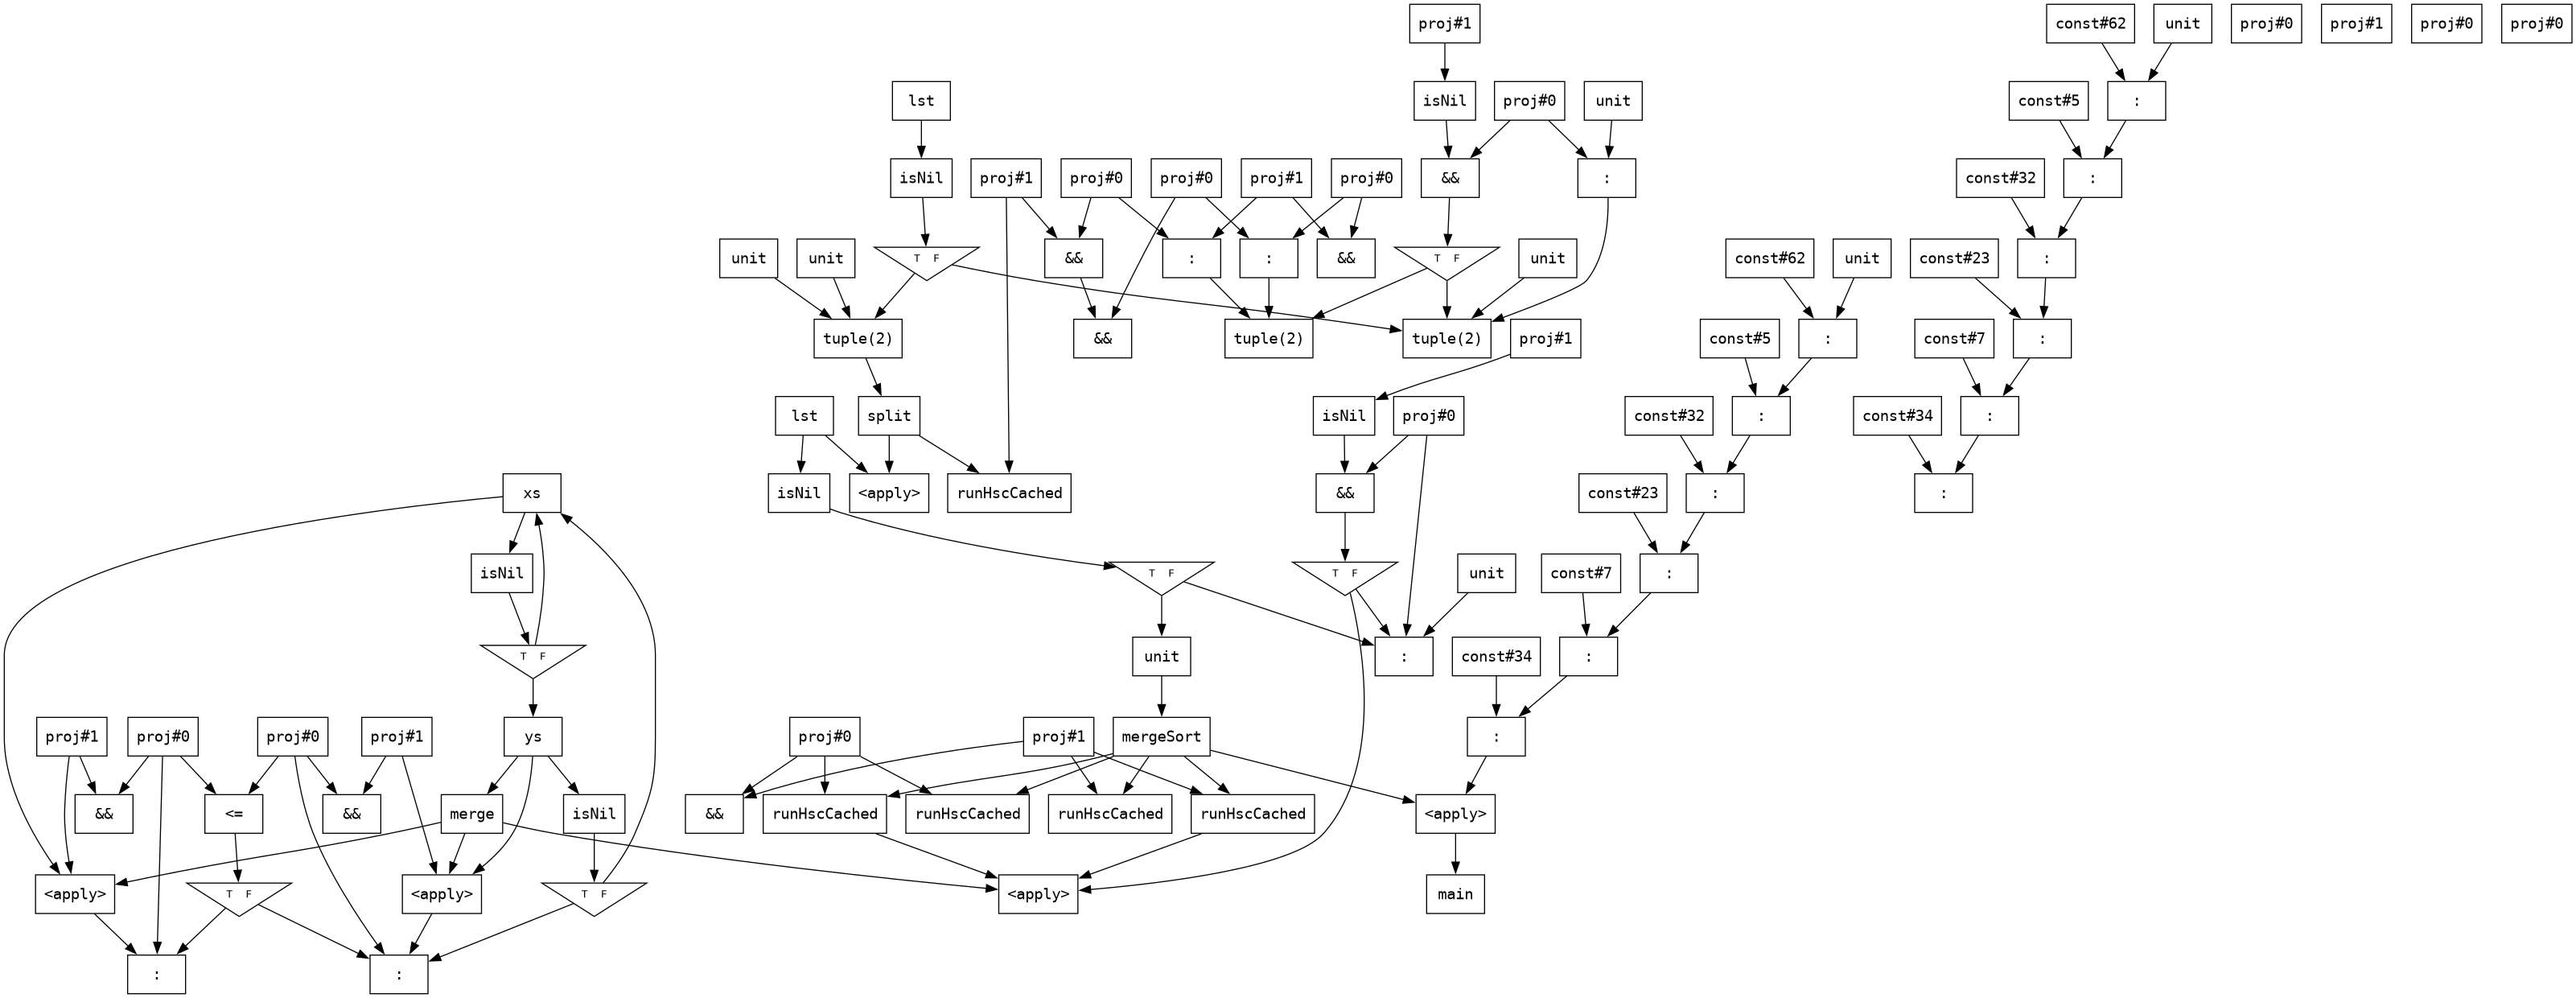 proj#1
const#62 unit proj#0 proj#1 proj#0 proj#0
lst isNil proj#0 unit const#5 :
isNil proj#1 proj#0 proj#0 proj#1 proj#0 && : const#32 :
unit unit T F && : : && T F unit const#62 unit const#23 :
tuple(2) && tuple(2) tuple(2) proj#1 const#5 : const#7 :
lst split isNil proj#0 const#32 : const#34 :
xs isNil <apply> runHscCached && const#23 : :
isNil T F T F unit const#7 :
T F unit : const#34 :
proj#1 proj#0 proj#0 proj#1 ys proj#0 proj#1 mergeSort :
&& <= && merge isNil && runHscCached runHscCached runHscCached runHscCached <apply>
<apply> T F <apply> T F <apply> main
: :